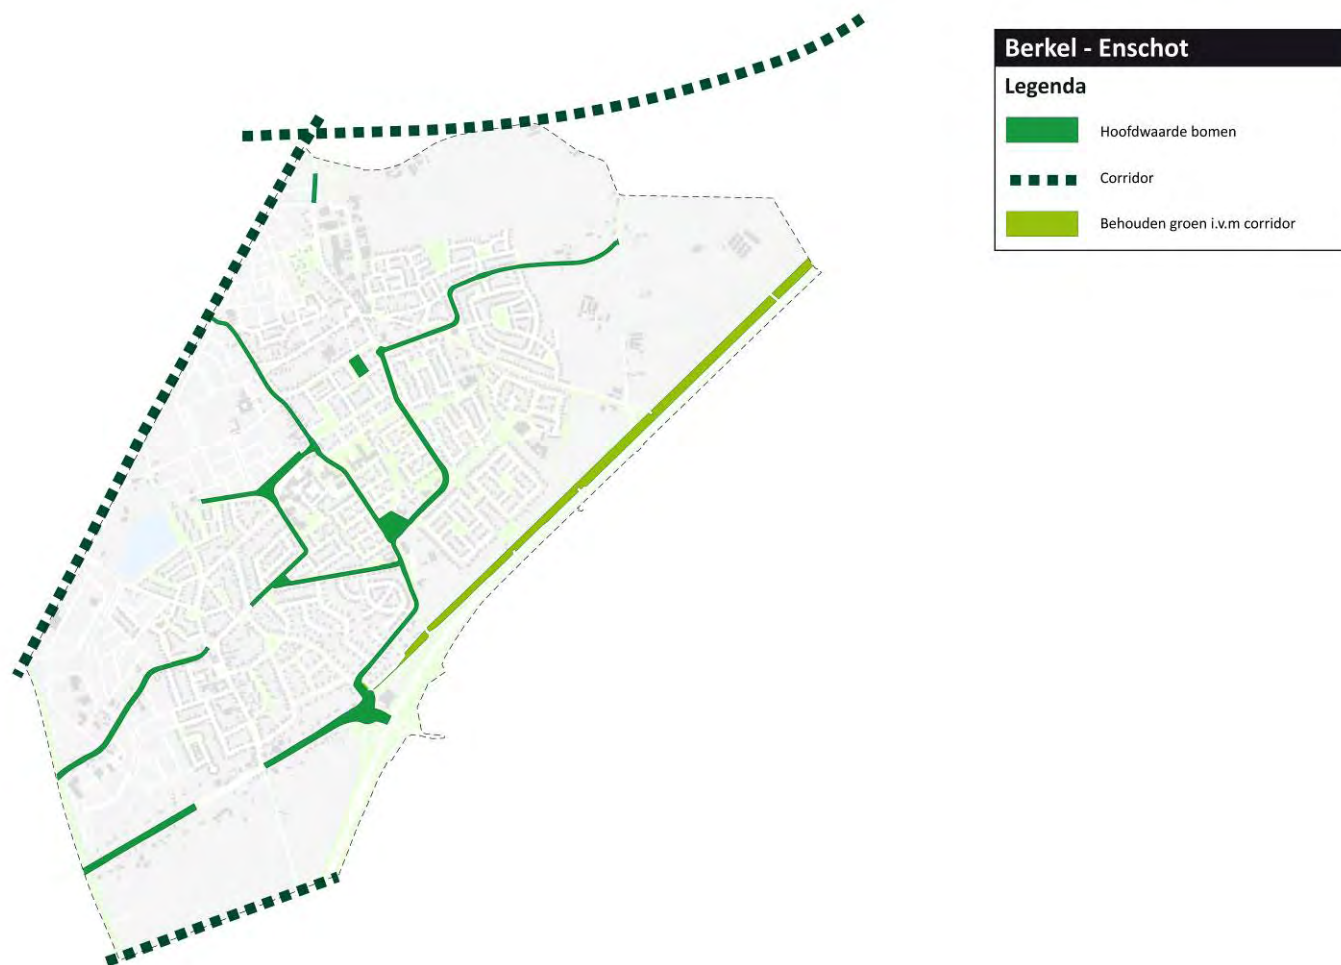 Berkel - Enschot
Legenda
Hoofdwaarde bomen
Corridor
Behouden groen i.v.m corridor